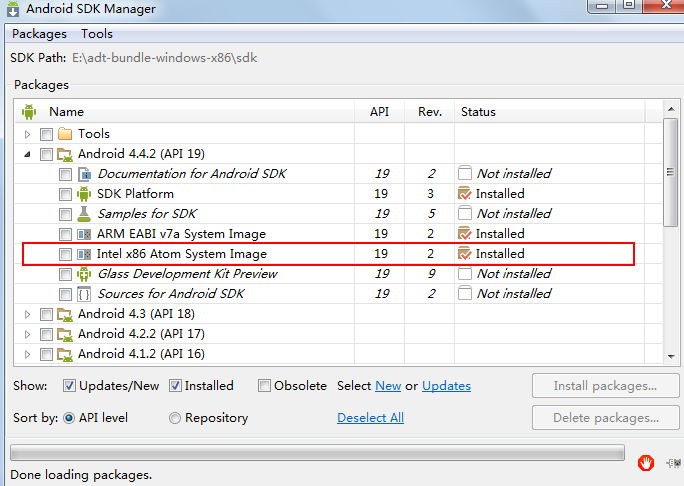 Android SDK Manager
Packages Tools
SDK Path: E:\adt-bundle-windows-x86\sdk
Packages
Name API Rev. Status
Tools
Android 4.4.2 (API 19)
Documentation for Android SDK 19 2 Not installed
SDK Platform 19 3 Installed
Samples for SDK 19 5 Not installed
ARM EABI v7a System Image 19 2 Installed
Intel x86 Atom System Image 19 2 Installed
Glass Development Kit Preview 19 9 Not installed
Sources for Android SDK 19 2 Not installed
Android 4.3 (API 18)
Android 4.2.2 (API 17)
Android 4.1.2 (API 16)
Show: Updates/New Installed Obsolete Select New or Updates Install packages...
Sort by: API level Repository Deselect All Delete packages...
Done loading packages.